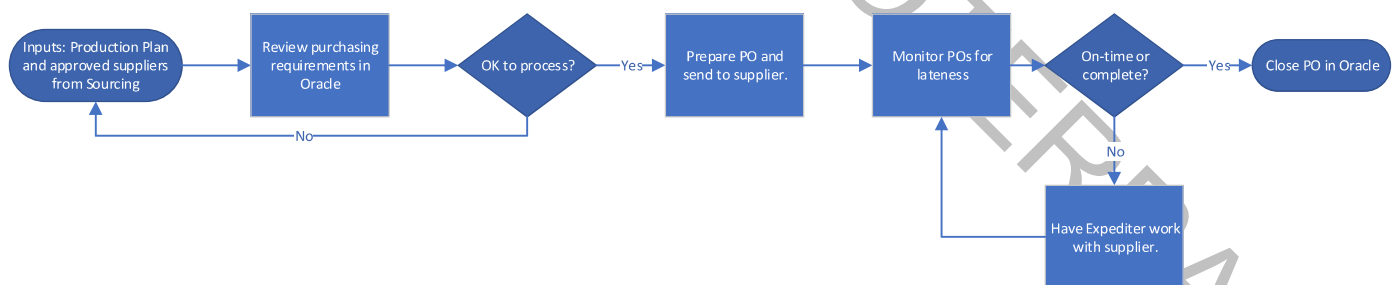 Inputs: Production Plan
and approved suppliers
from Sourcing
Review purchasing
requirements in
Oracle
OK to process?
Yes
Prepare PO and
send to supplier.
Monitor POs for
lateness
On-time or
complete?
Yes
Close PO in Oracle
No
No
Have Expediter work
with supplier.